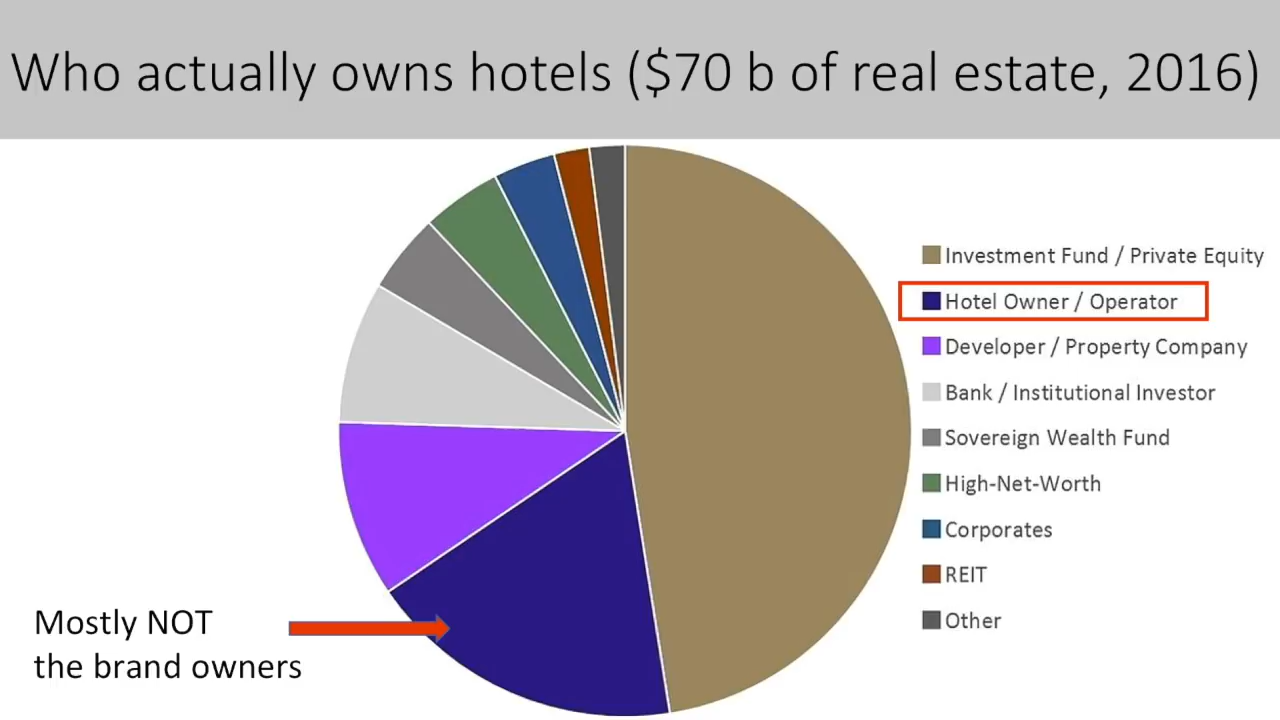 Who actually owns hotels ($70 b of real estate, 2016)
Investment Fund / Private Equity
Hotel Owner / Operator
Developer / Property Company
Bank / Institutional Investor
Sovereign Wealth Fund
High-Net-Worth
Corporates
REIT
Other
Mostly NOT
the brand owners